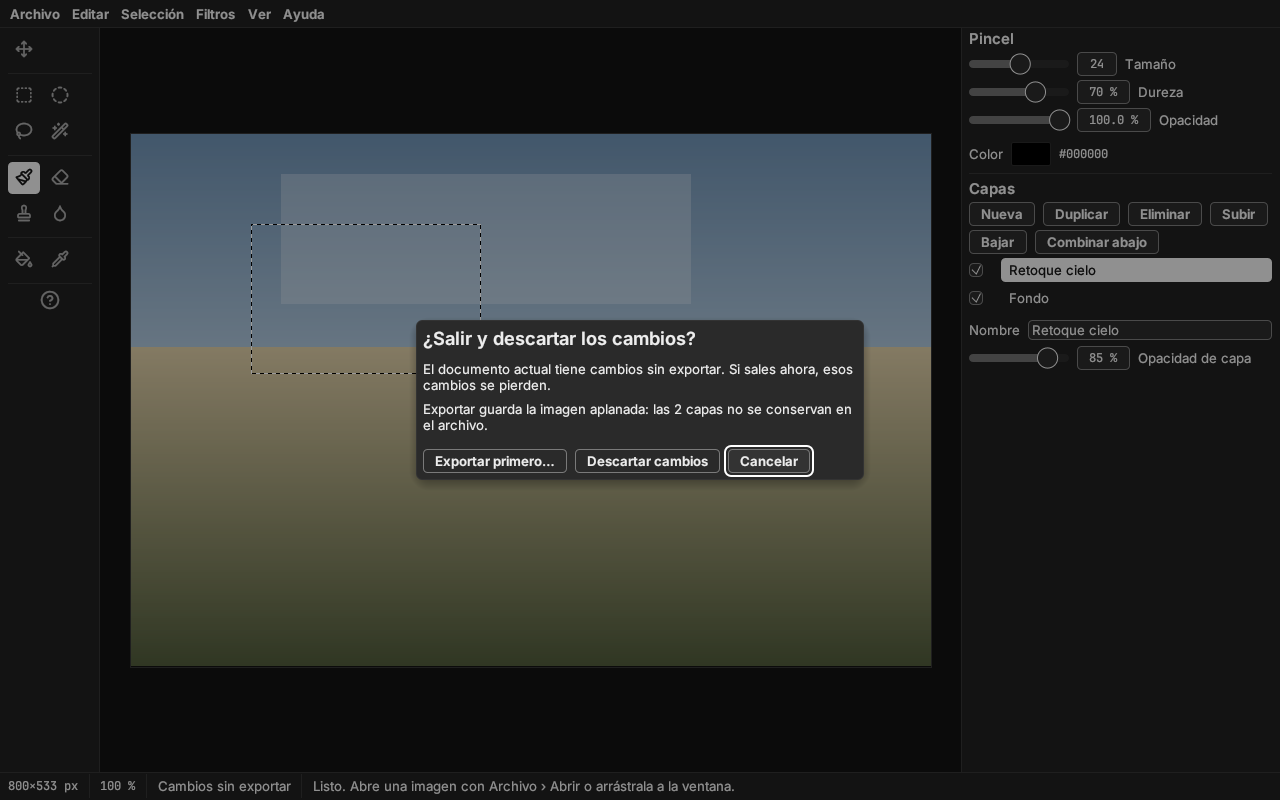 Archivo Editar Selección Filtros Ver Ayuda
Pincel
24 Tamaño
70 % Dureza
100.0 % Opacidad
Color #000000
Capas
Nueva Duplicar Eliminar Subir
Bajar Combinar abajo
Retoque cielo
Fondo
Nombre Retoque cielo
85 % Opacidad de capa
¿Salir y descartar los cambios?
El documento actual tiene cambios sin exportar. Si sales ahora, esos
cambios se pierden.
Exportar guarda la imagen aplanada: las 2 capas no se conservan en
el archivo.
Exportar primero... Descartar cambios Cancelar
800×533 px 100 % Cambios sin exportar Listo. Abre una imagen con Archivo › Abrir o arrástrala a la ventana.